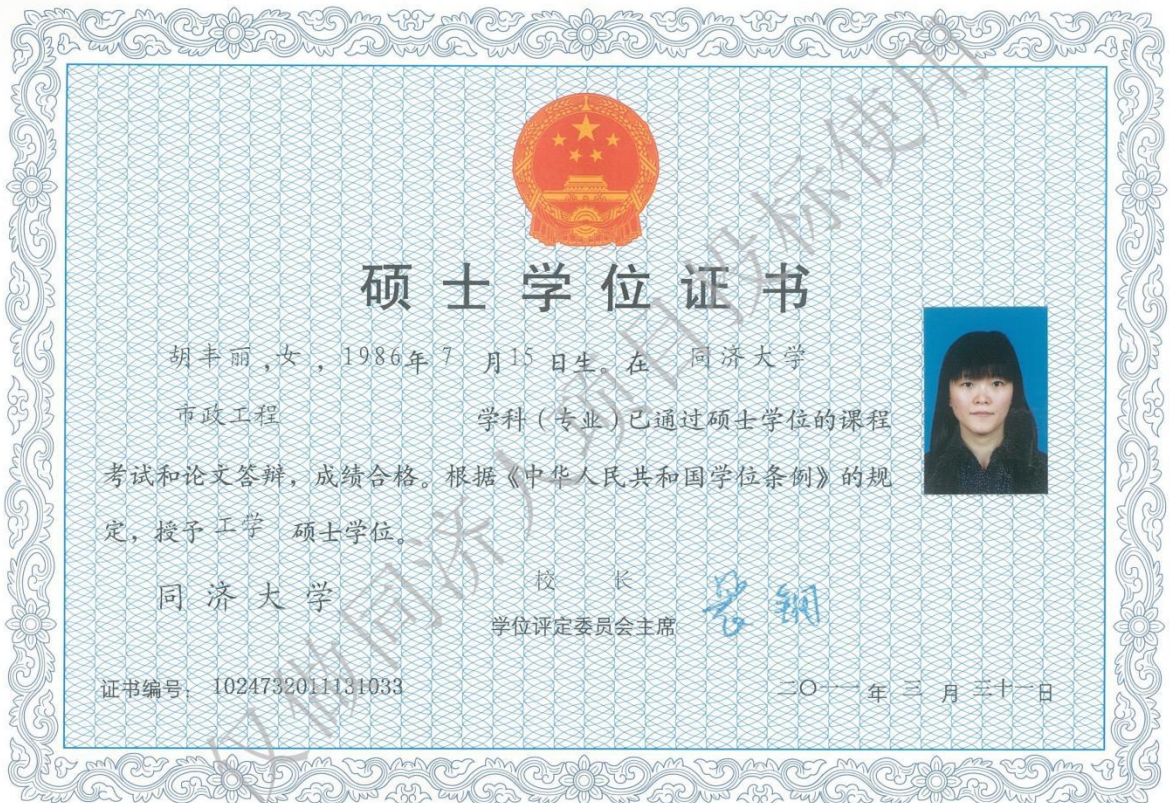 硕士学位证书
胡丰丽,女,1986年7月15日生。在 同济大学
市政工程 学科(专业)已通过硕士学位的课程
考试和论文答辩,成绩合格。根据《中华人民共和国学位条例》的规
定,授予工学 硕士学位。
同济大学
校 长
学位评定委员会主席
裴钢
证书编号:1024732011131033
二〇一一年三月三十一日
仅做同济人项目投标使用